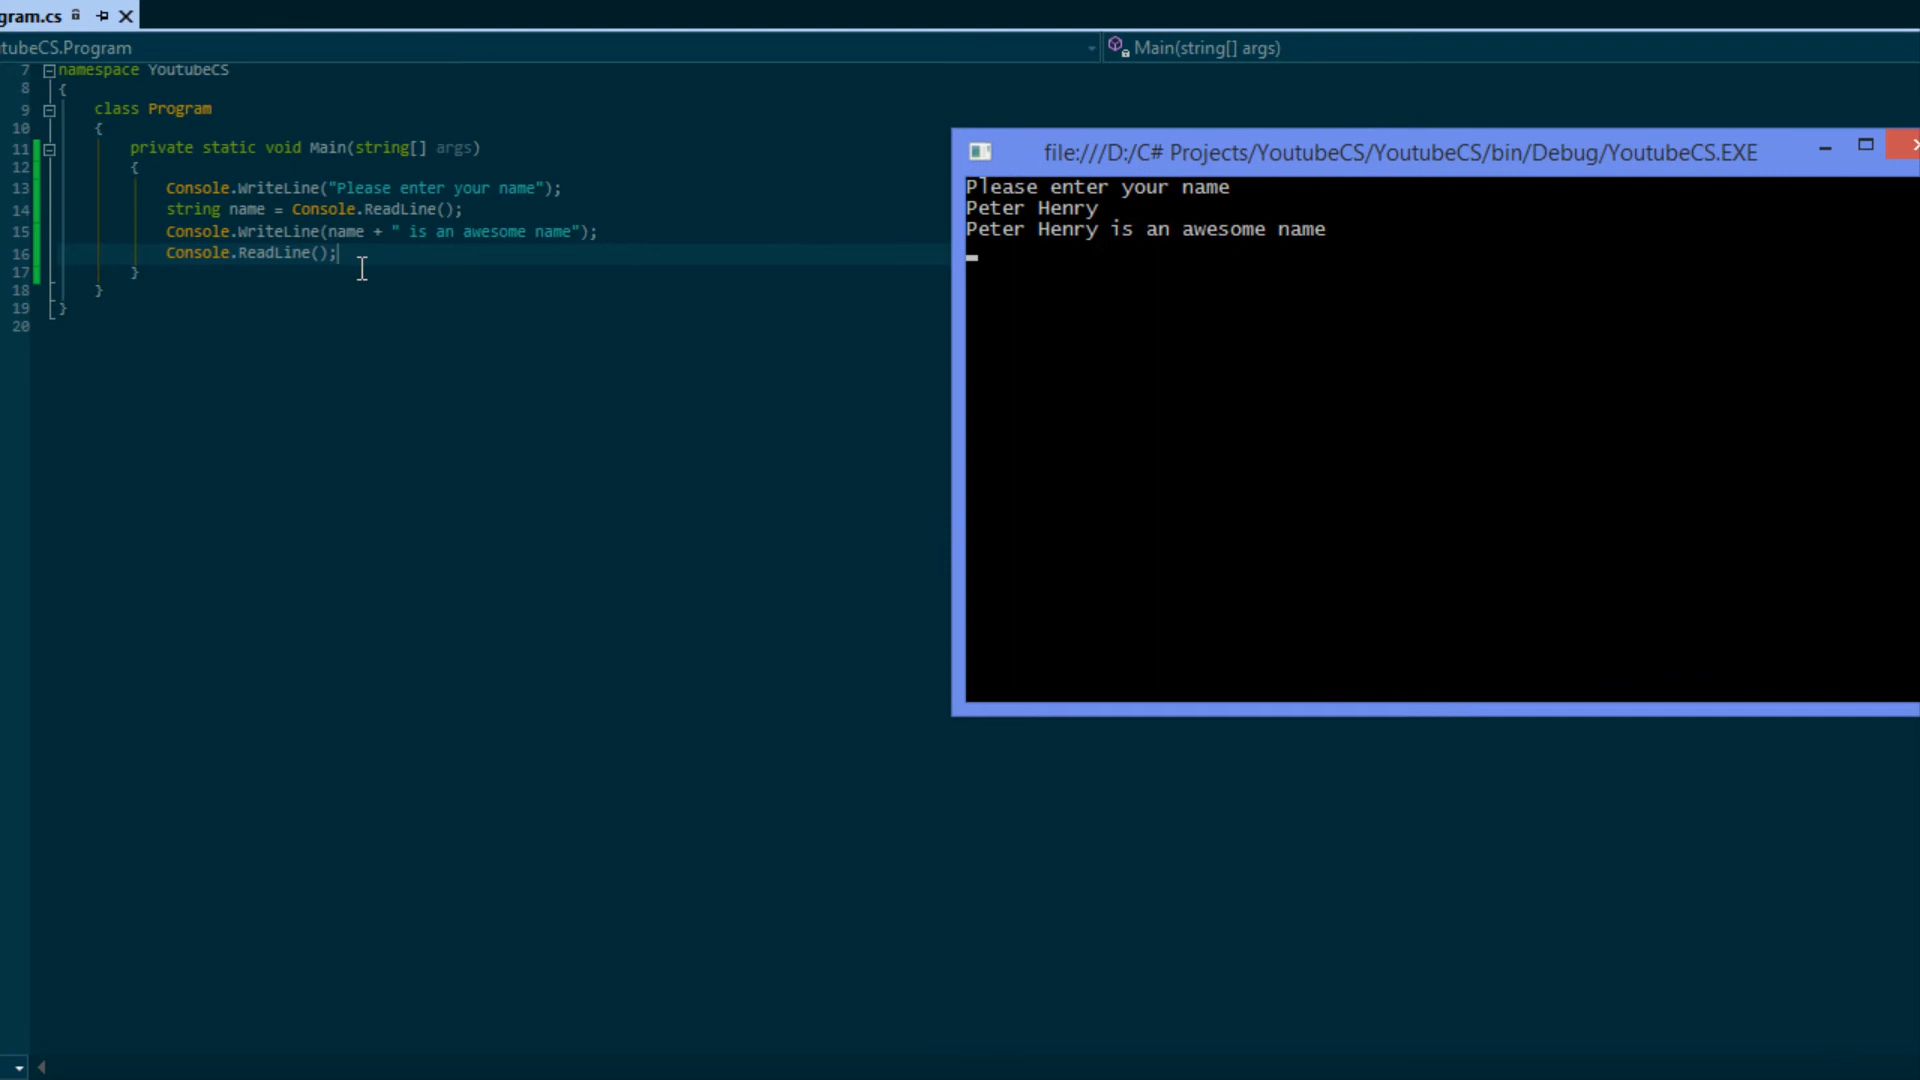 gram.cs
tubeCS.Program
Main(string[] args)
7 namespace YoutubeCS
8 {
9 class Program
10 {
11 private static void Main(string[] args)
12 {
13 Console.WriteLine("Please enter your name");
14 string name = Console.ReadLine();
15 Console.WriteLine(name + " is an awesome name");
16 Console.ReadLine();
17 }
18 }
19 }
20
file:///D:/C# Projects/YoutubeCS/YoutubeCS/bin/Debug/YoutubeCS.EXE
Please enter your name
Peter Henry
Peter Henry is an awesome name